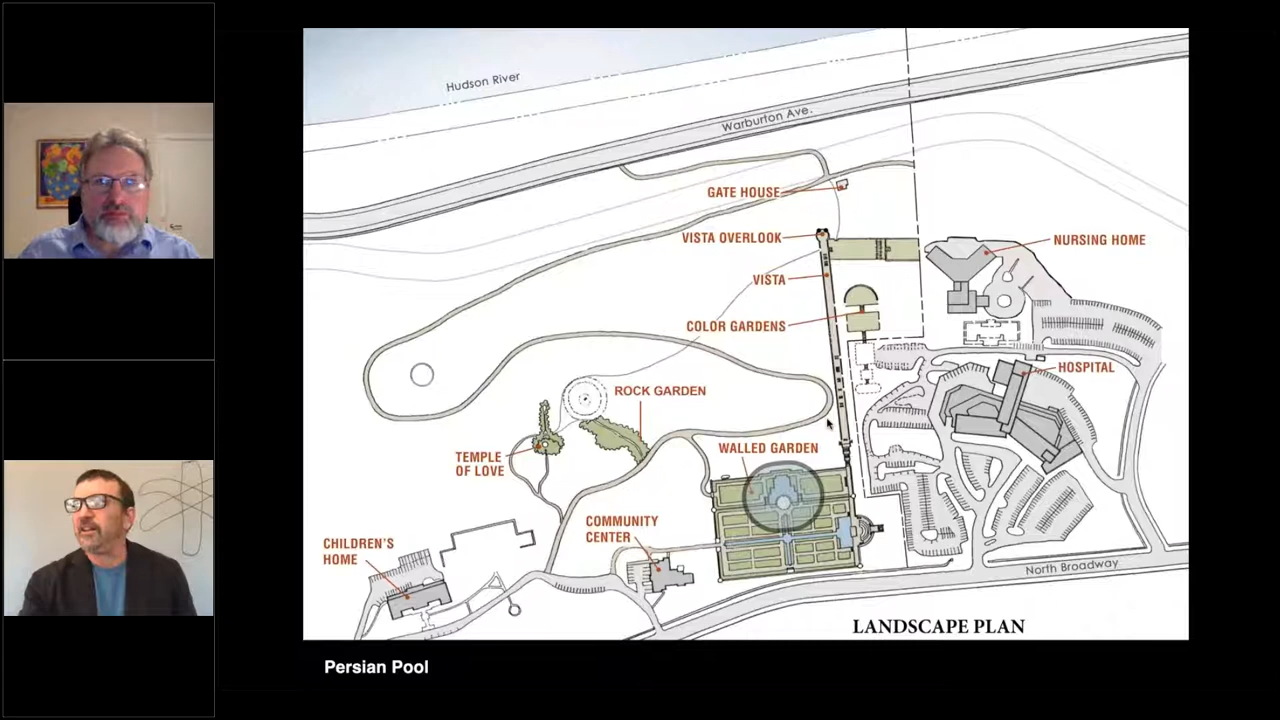 Hudson River
Warburton Ave.
GATE HOUSE
VISTA OVERLOOK
NURSING HOME
VISTA
COLOR GARDENS
HOSPITAL
ROCK GARDEN
TEMPLE
OF LOVE
WALLED GARDEN
COMMUNITY
CENTER
CHILDREN'S
HOME
North Broadway
LANDSCAPE PLAN
Persian Pool